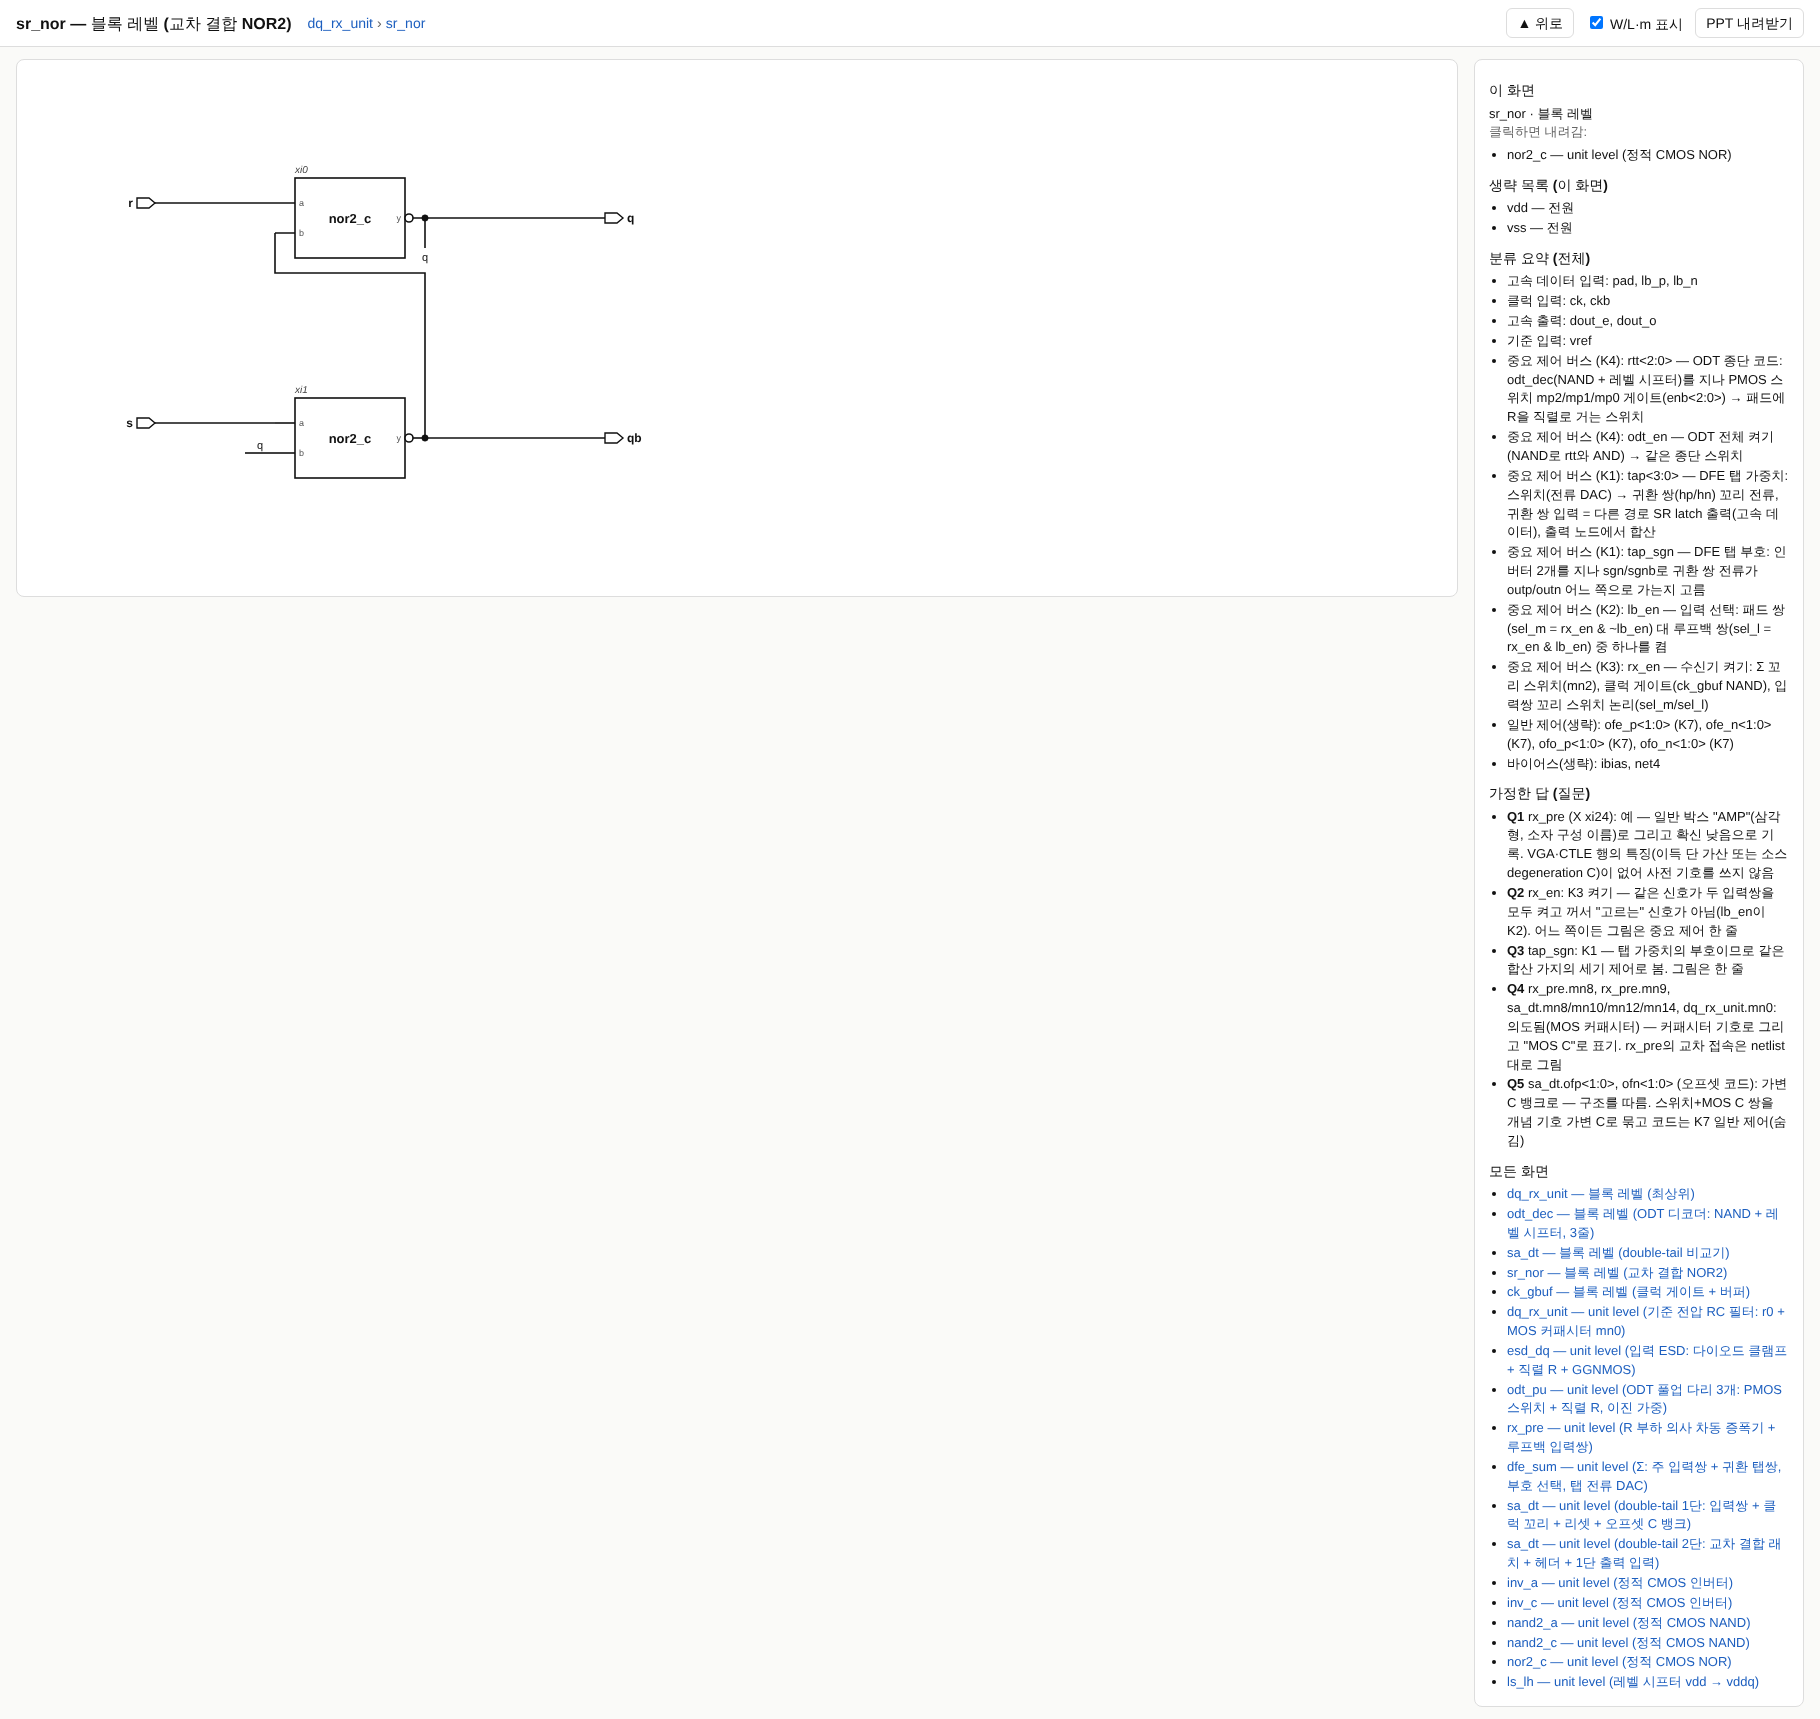 sr_nor — 블록 레벨 (교차 결합 NOR2)
dq_rx_unit › sr_nor
▲ 위로
W/L·m 표시
PPT 내려받기
xi0
r
a
nor2_c
y
b
q
q
xi1
s
a
nor2_c
y
q
b
qb
이 화면
sr_nor · 블록 레벨
클릭하면 내려감:
• nor2_c — unit level (정적 CMOS NOR)
생략 목록 (이 화면)
• vdd — 전원
• vss — 전원
분류 요약 (전체)
• 고속 데이터 입력: pad, lb_p, lb_n
• 클럭 입력: ck, ckb
• 고속 출력: dout_e, dout_o
• 기준 입력: vref
• 중요 제어 버스 (K4): rtt<2:0> — ODT 종단 코드:
odt_dec(NAND + 레벨 시프터)를 지나 PMOS 스
위치 mp2/mp1/mp0 게이트(enb<2:0>) → 패드에
R을 직렬로 거는 스위치
• 중요 제어 버스 (K4): odt_en — ODT 전체 켜기
(NAND로 rtt와 AND) → 같은 종단 스위치
• 중요 제어 버스 (K1): tap<3:0> — DFE 탭 가중치:
스위치(전류 DAC) → 귀환 쌍(hp/hn) 꼬리 전류,
귀환 쌍 입력 = 다른 경로 SR latch 출력(고속 데
이터), 출력 노드에서 합산
• 중요 제어 버스 (K1): tap_sgn — DFE 탭 부호: 인
버터 2개를 지나 sgn/sgnb로 귀환 쌍 전류가
outp/outn 어느 쪽으로 가는지 고름
• 중요 제어 버스 (K2): lb_en — 입력 선택: 패드 쌍
(sel_m = rx_en & ~lb_en) 대 루프백 쌍(sel_l =
rx_en & lb_en) 중 하나를 켬
• 중요 제어 버스 (K3): rx_en — 수신기 켜기: Σ 꼬
리 스위치(mn2), 클럭 게이트(ck_gbuf NAND), 입
력쌍 꼬리 스위치 논리(sel_m/sel_l)
• 일반 제어(생략): ofe_p<1:0> (K7), ofe_n<1:0>
(K7), ofo_p<1:0> (K7), ofo_n<1:0> (K7)
• 바이어스(생략): ibias, net4
가정한 답 (질문)
• Q1 rx_pre (X xi24): 예 — 일반 박스 "AMP"(삼각
형, 소자 구성 이름)로 그리고 확신 낮음으로 기
록. VGA·CTLE 행의 특징(이득 단 가산 또는 소스
degeneration C)이 없어 사전 기호를 쓰지 않음
• Q2 rx_en: K3 켜기 — 같은 신호가 두 입력쌍을
모두 켜고 꺼서 "고르는" 신호가 아님(lb_en이
K2). 어느 쪽이든 그림은 중요 제어 한 줄
• Q3 tap_sgn: K1 — 탭 가중치의 부호이므로 같은
합산 가지의 세기 제어로 봄. 그림은 한 줄
• Q4 rx_pre.mn8, rx_pre.mn9,
sa_dt.mn8/mn10/mn12/mn14, dq_rx_unit.mn0:
의도됨(MOS 커패시터) — 커패시터 기호로 그리
고 "MOS C"로 표기. rx_pre의 교차 접속은 netlist
대로 그림
• Q5 sa_dt.ofp<1:0>, ofn<1:0> (오프셋 코드): 가변
C 뱅크로 — 구조를 따름. 스위치+MOS C 쌍을
개념 기호 가변 C로 묶고 코드는 K7 일반 제어(숨
김)
모든 화면
• dq_rx_unit — 블록 레벨 (최상위)
• odt_dec — 블록 레벨 (ODT 디코더: NAND + 레
벨 시프터, 3줄)
• sa_dt — 블록 레벨 (double-tail 비교기)
• sr_nor — 블록 레벨 (교차 결합 NOR2)
• ck_gbuf — 블록 레벨 (클럭 게이트 + 버퍼)
• dq_rx_unit — unit level (기준 전압 RC 필터: r0 +
MOS 커패시터 mn0)
• esd_dq — unit level (입력 ESD: 다이오드 클램프
+ 직렬 R + GGNMOS)
• odt_pu — unit level (ODT 풀업 다리 3개: PMOS
스위치 + 직렬 R, 이진 가중)
• rx_pre — unit level (R 부하 의사 차동 증폭기 +
루프백 입력쌍)
• dfe_sum — unit level (Σ: 주 입력쌍 + 귀환 탭쌍,
부호 선택, 탭 전류 DAC)
• sa_dt — unit level (double-tail 1단: 입력쌍 + 클
럭 꼬리 + 리셋 + 오프셋 C 뱅크)
• sa_dt — unit level (double-tail 2단: 교차 결합 래
치 + 헤더 + 1단 출력 입력)
• inv_a — unit level (정적 CMOS 인버터)
• inv_c — unit level (정적 CMOS 인버터)
• nand2_a — unit level (정적 CMOS NAND)
• nand2_c — unit level (정적 CMOS NAND)
• nor2_c — unit level (정적 CMOS NOR)
• ls_lh — unit level (레벨 시프터 vdd → vddq)